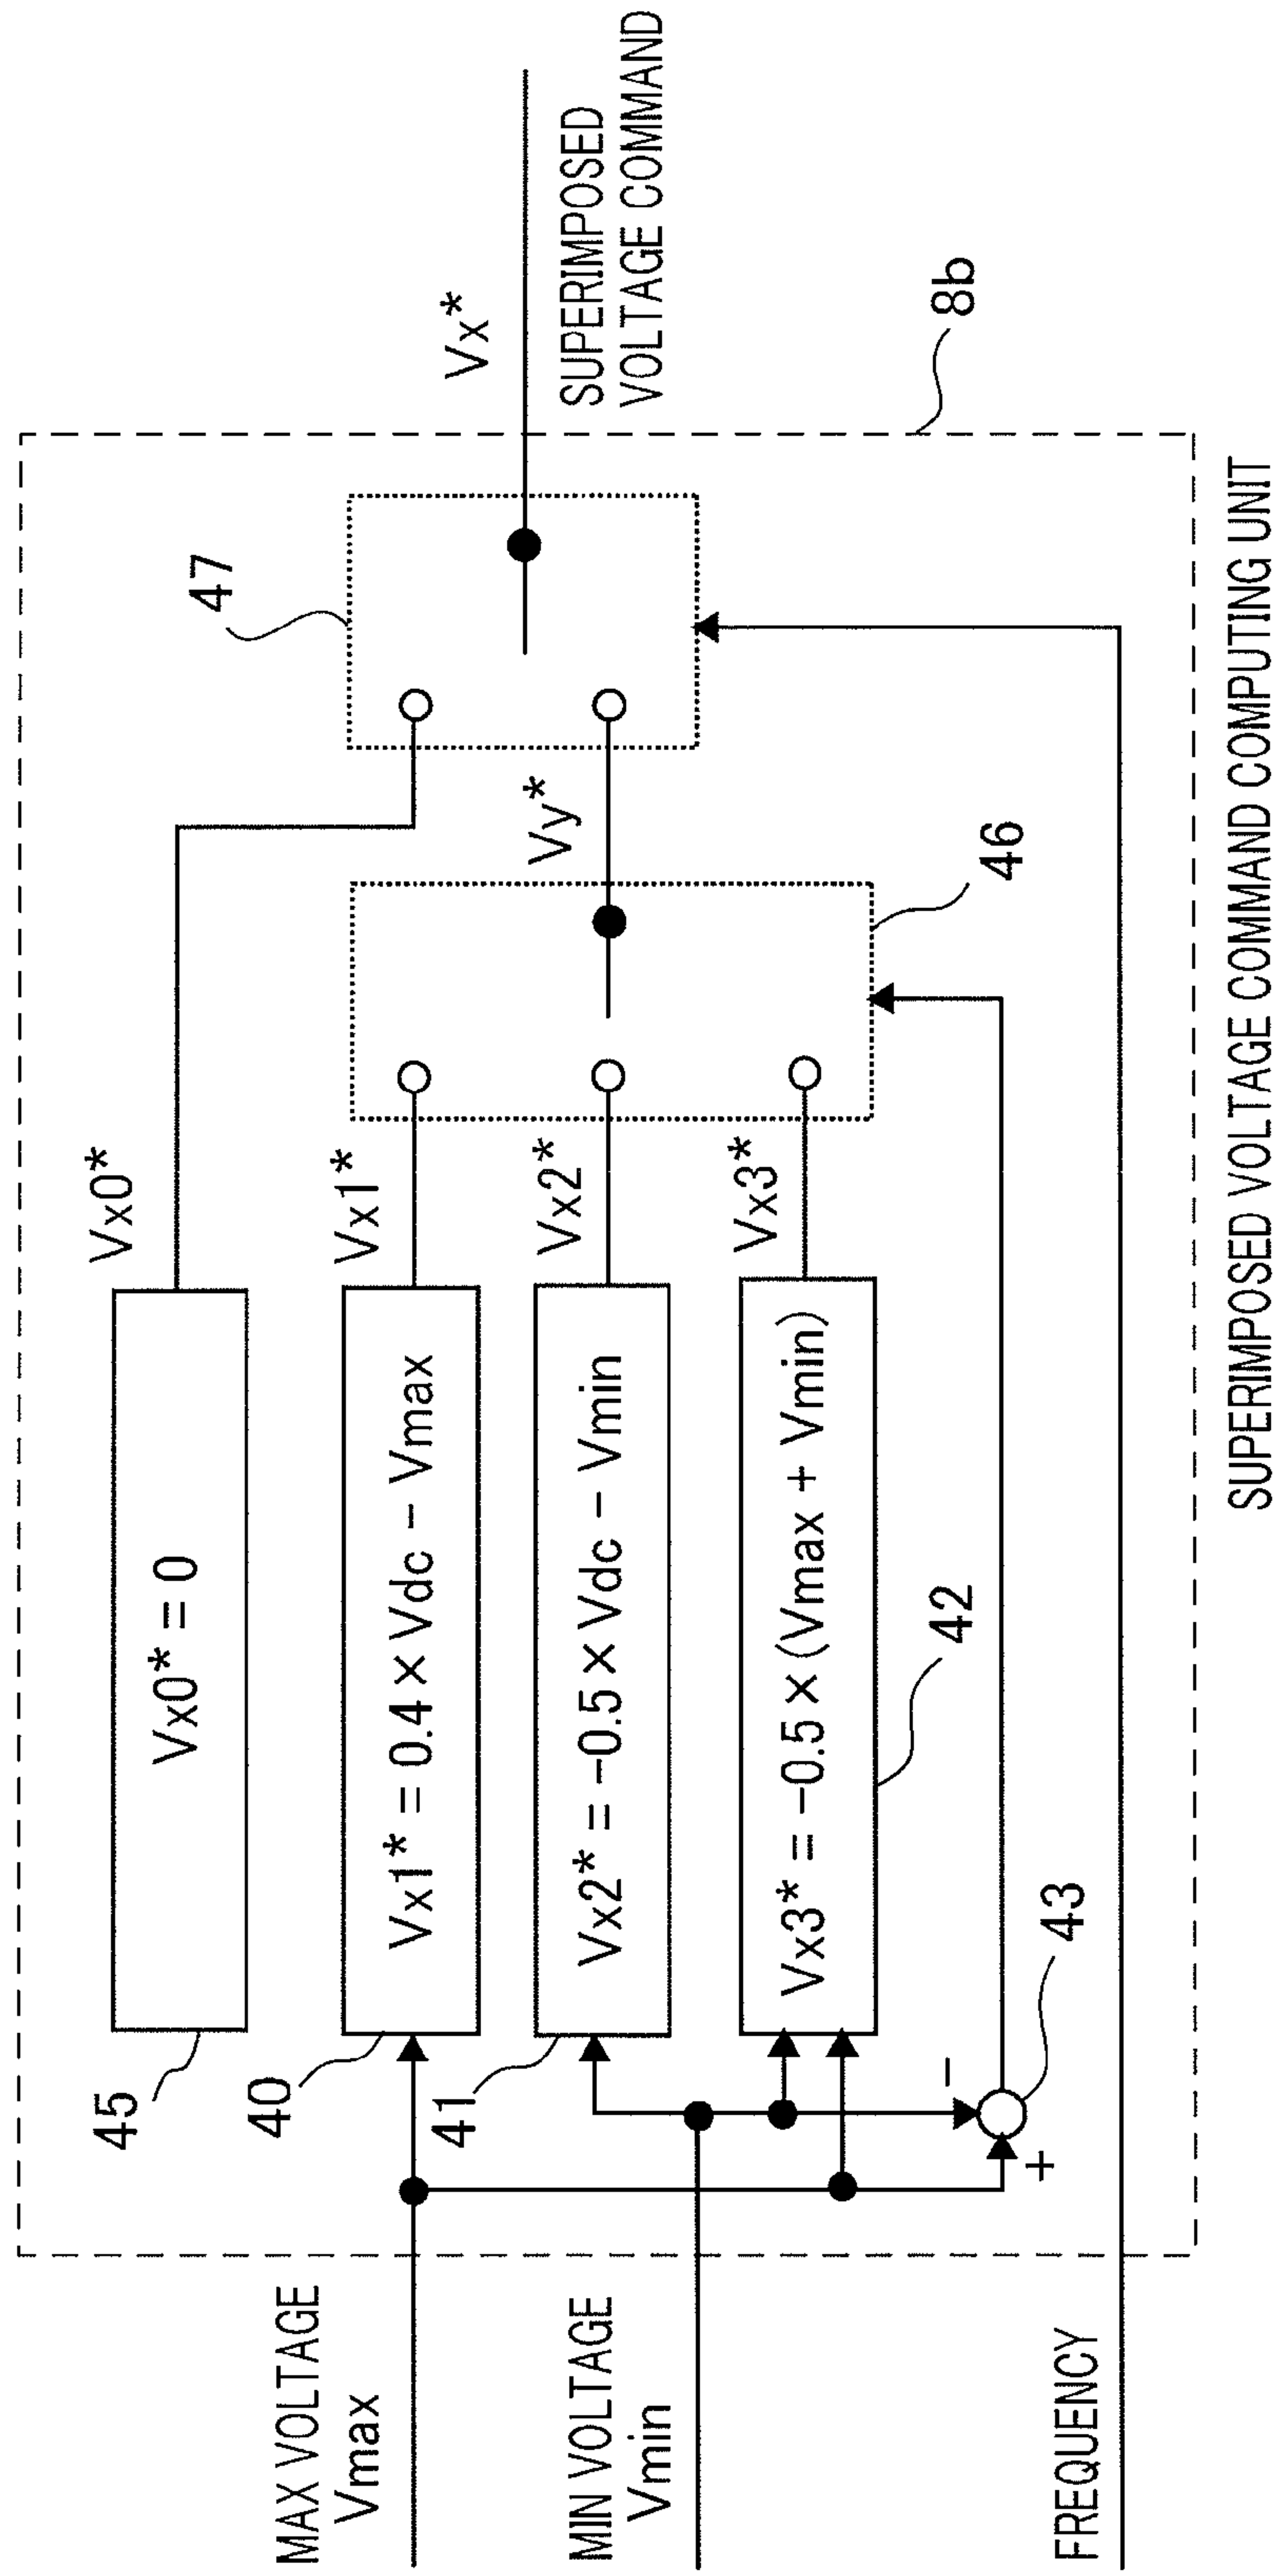 MAX VOLTAGE
Vmax
MIN VOLTAGE
Vmin
FREQUENCY
45
Vx0* = 0
Vx0*
40
Vx1* = 0.4 × Vdc − Vmax
Vx1*
41
Vx2* = −0.5 × Vdc − Vmin
Vx2*
Vx3* = −0.5 × (Vmax + Vmin)
Vx3*
42
−
+
43
46
Vy*
47
Vx*
SUPERIMPOSED
VOLTAGE COMMAND
8b
SUPERIMPOSED VOLTAGE COMMAND COMPUTING UNIT